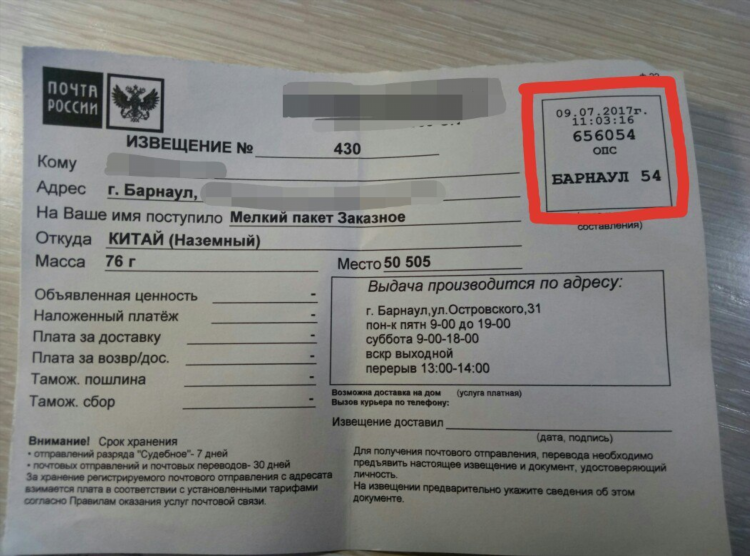 ПОЧТА
РОССИИ
ИЗВЕЩЕНИЕ № 430
09.07.2017г.
11:03:16
656054
ОПС
БАРНАУЛ 54
составления)
Кому
Адрес г. Барнаул,
На Ваше имя поступило Мелкий пакет Заказное
Откуда КИТАЙ (Наземный)
Масса 76 г
Место 50 505
Объявленная ценность -
Наложенный платёж -
Плата за доставку -
Плата за возвр/дос. -
Тамож. пошлина -
Тамож. сбор -
Выдача производится по адресу:
г. Барнаул,ул.Островского,31
пон-к пятн 9-00 до 19-00
суббота 9-00-18-00
вскр выходной
перерыв 13:00-14:00
Возможна доставка на дом (услуга платная)
Вызов курьера по телефону:
Извещение доставил
(дата, подпись)
Внимание! Срок хранения
• отправлений разряда "Судебное"- 7 дней
• почтовых отправлений и почтовых переводов- 30 дней
За хранение регистрируемого почтового отправления с адресата
взимается плата в соответствии с установленными тарифами
согласно Правилам оказания услуг почтовой связи.
Для получения почтового отправления, перевода необходимо
предъявить настоящее извещение и документ, удостоверяющий
личность.
На извещении предварительно укажите сведения об этом
документе.